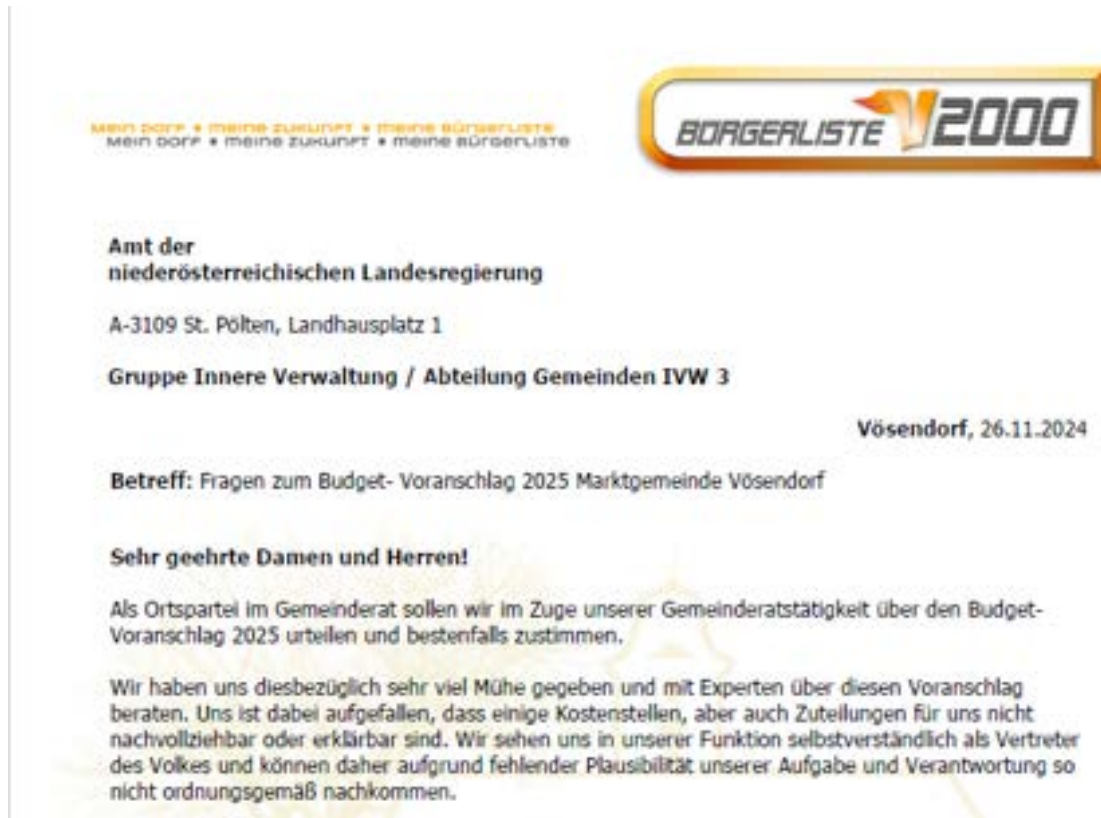 mein Dorf • meine Zukunft • meine Bürgerliste
mein Dorf • meine Zukunft • meine Bürgerliste
BÜRGERLISTE V2000
Amt der
niederösterreichischen Landesregierung
A-3109 St. Pölten, Landhausplatz 1
Gruppe Innere Verwaltung / Abteilung Gemeinden IVW 3
Vösendorf, 26.11.2024
Betreff: Fragen zum Budget- Voranschlag 2025 Marktgemeinde Vösendorf
Sehr geehrte Damen und Herren!
Als Ortspartei im Gemeinderat sollen wir im Zuge unserer Gemeinderatstätigkeit über den Budget-
Voranschlag 2025 urteilen und bestenfalls zustimmen.
Wir haben uns diesbezüglich sehr viel Mühe gegeben und mit Experten über diesen Voranschlag
beraten. Uns ist dabei aufgefallen, dass einige Kostenstellen, aber auch Zuteilungen für uns nicht
nachvollziehbar oder erklärbar sind. Wir sehen uns in unserer Funktion selbstverständlich als Vertreter
des Volkes und können daher aufgrund fehlender Plausibilität unserer Aufgabe und Verantwortung so
nicht ordnungsgemäß nachkommen.